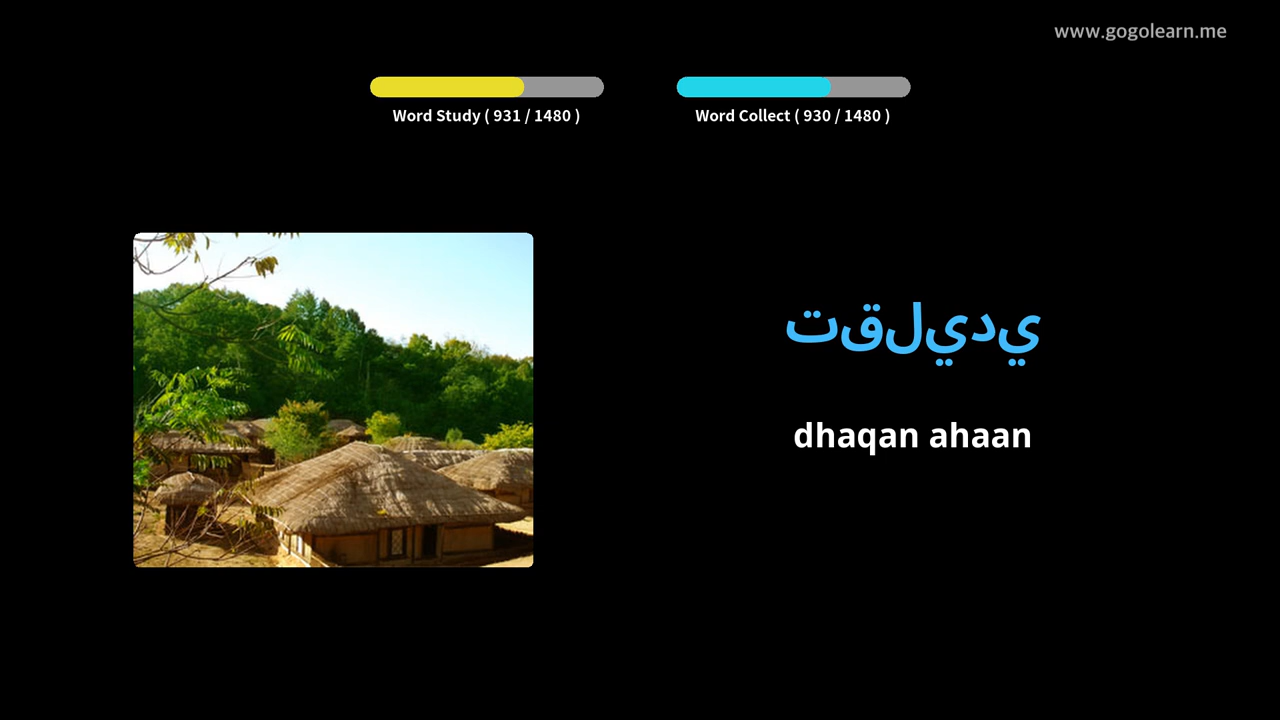 www.gogolearn.me
Word Study ( 931 / 1480 )
Word Collect ( 930 / 1480 )
تقليدي
dhaqan ahaan